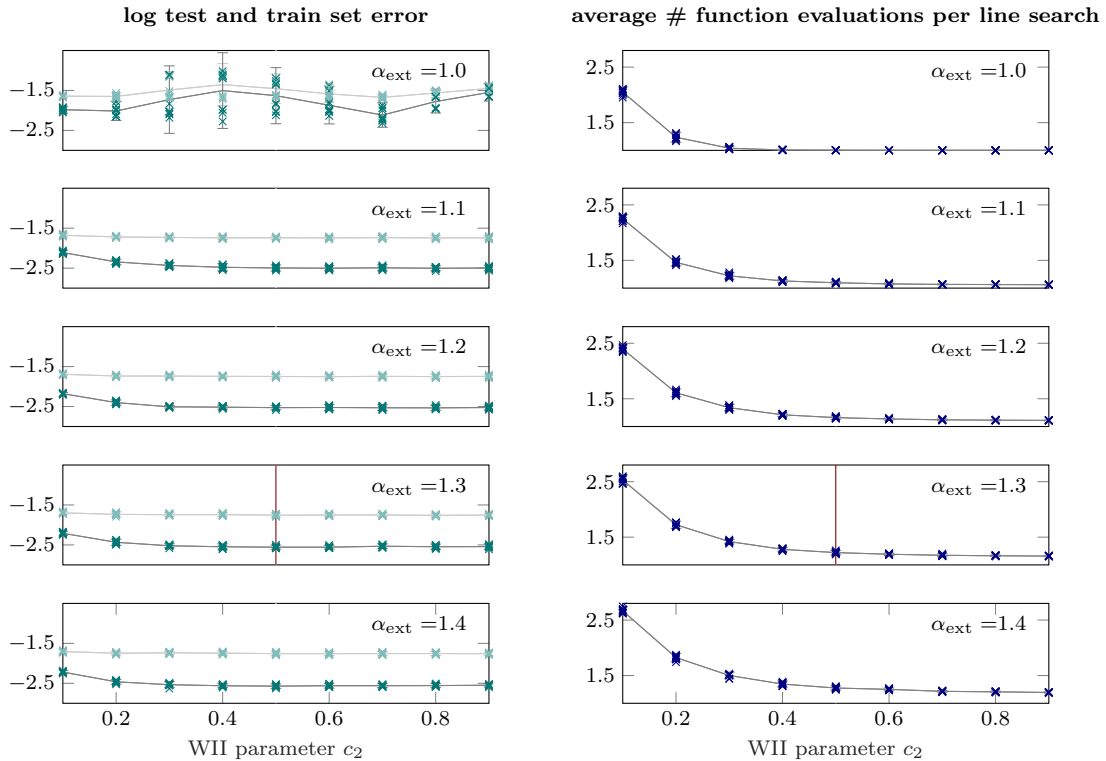 log test and train set error
average # function evaluations per line search
−1.5
−2.5
α_ext =1.0
2.5
1.5
α_ext =1.0
−1.5
−2.5
α_ext =1.1
2.5
1.5
α_ext =1.1
−1.5
−2.5
α_ext =1.2
2.5
1.5
α_ext =1.2
−1.5
−2.5
α_ext =1.3
2.5
1.5
α_ext =1.3
−1.5
−2.5
α_ext =1.4
2.5
1.5
α_ext =1.4
0.2 0.4 0.6 0.8
0.2 0.4 0.6 0.8
WII parameter c₂
WII parameter c₂